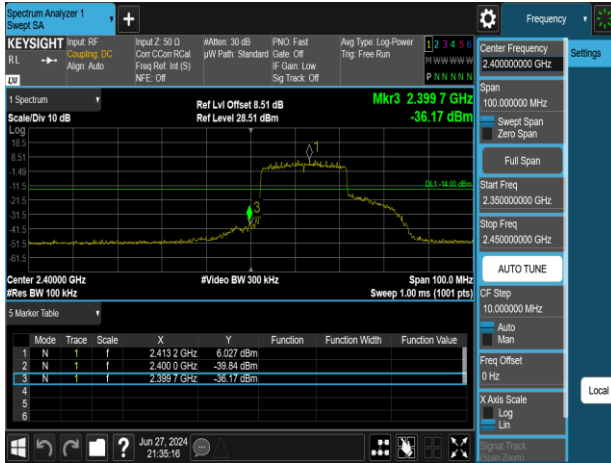 Spectrum Analyzer 1
Swept SA
+
Frequency
KEYSIGHT
RL
LXI
Input: RF
Coupling: DC
Align: Auto
Input Z: 50 Ω
Corr CCorr RCal
Freq Ref: Int (S)
NFE: Off
#Atten: 30 dB
µW Path: Standard
PNO: Fast
Gate: Off
IF Gain: Low
Sig Track: Off
Avg Type: Log-Power
Trig: Free Run
1 2 3 4 5 6
M W W W W W
P N N N N N
1 Spectrum
Scale/Div 10 dB
Ref Lvl Offset 8.51 dB
Ref Level 28.51 dBm
Mkr3 2.399 7 GHz
-36.17 dBm
Log
18.5
8.51
-1.49
-11.5
-21.5
-31.5
-41.5
-51.5
-61.5
1
3
DL1 -14.00 dBm
Center 2.40000 GHz
#Res BW 100 kHz
#Video BW 300 kHz
Span 100.0 MHz
Sweep 1.00 ms (1001 pts)
5 Marker Table
Mode Trace Scale X Y Function Function Width Function Value
1 N 1 f 2.413 2 GHz 6.027 dBm
2 N 1 f 2.400 0 GHz -39.84 dBm
3 N 1 f 2.399 7 GHz -36.17 dBm
4
5
6
Jun 27, 2024
21:35:16
Center Frequency
2.400000000 GHz
Span
100.000000 MHz
Swept Span
Zero Span
Full Span
Start Freq
2.350000000 GHz
Stop Freq
2.450000000 GHz
AUTO TUNE
CF Step
10.000000 MHz
Auto
Man
Freq Offset
0 Hz
X Axis Scale
Log
Lin
Signal Track
(Span Zoom)
Settings
Local